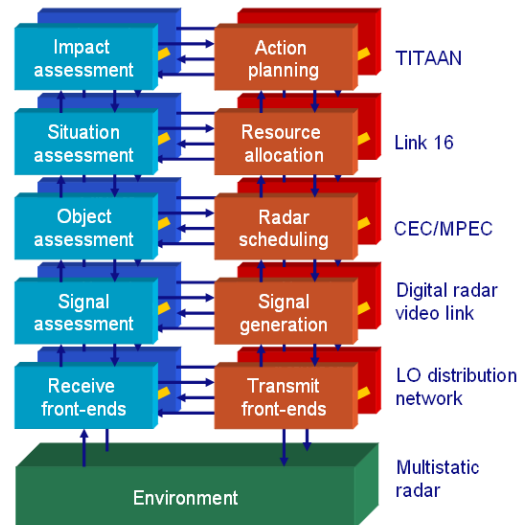 Impact
assessment
Action
planning
TITAAN
Situation
assessment
Resource
allocation
Link 16
Object
assessment
Radar
scheduling
CEC/MPEC
Signal
assessment
Signal
generation
Digital radar
video link
Receive
front-ends
Transmit
front-ends
LO distribution
network
Environment
Multistatic
radar